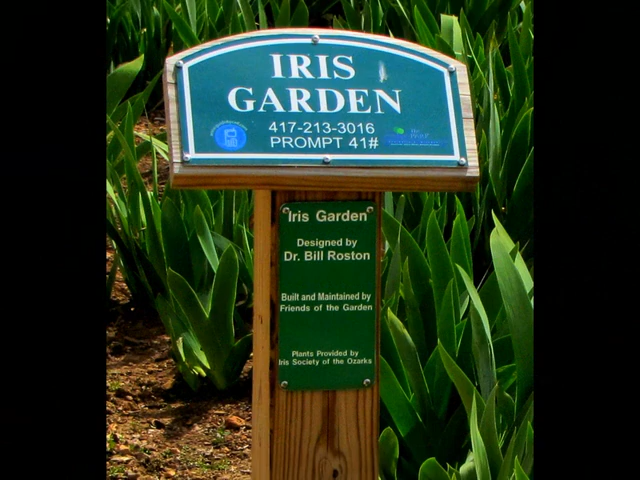 IRIS
GARDEN
417-213-3016
PROMPT 41#
Iris Garden
Designed by
Dr. Bill Roston
Built and Maintained by
Friends of the Garden
Plants Provided by
Iris Society of the Ozarks